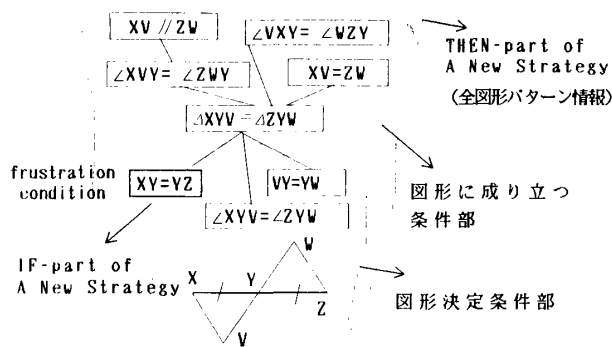 XV // ZW
∠VXY= ∠WZY
THEN-part of
A New Strategy
(全図形パターン情報)
∠XVY= ∠ZWY
XV=ZW
△XYV = △ZYW
frustration
condition
XY=YZ
VY=YW
∠XYV=∠ZYW
図形に成り立つ
条件部
IF-part of
A New Strategy
W
X
Y
Z
V
図形決定条件部